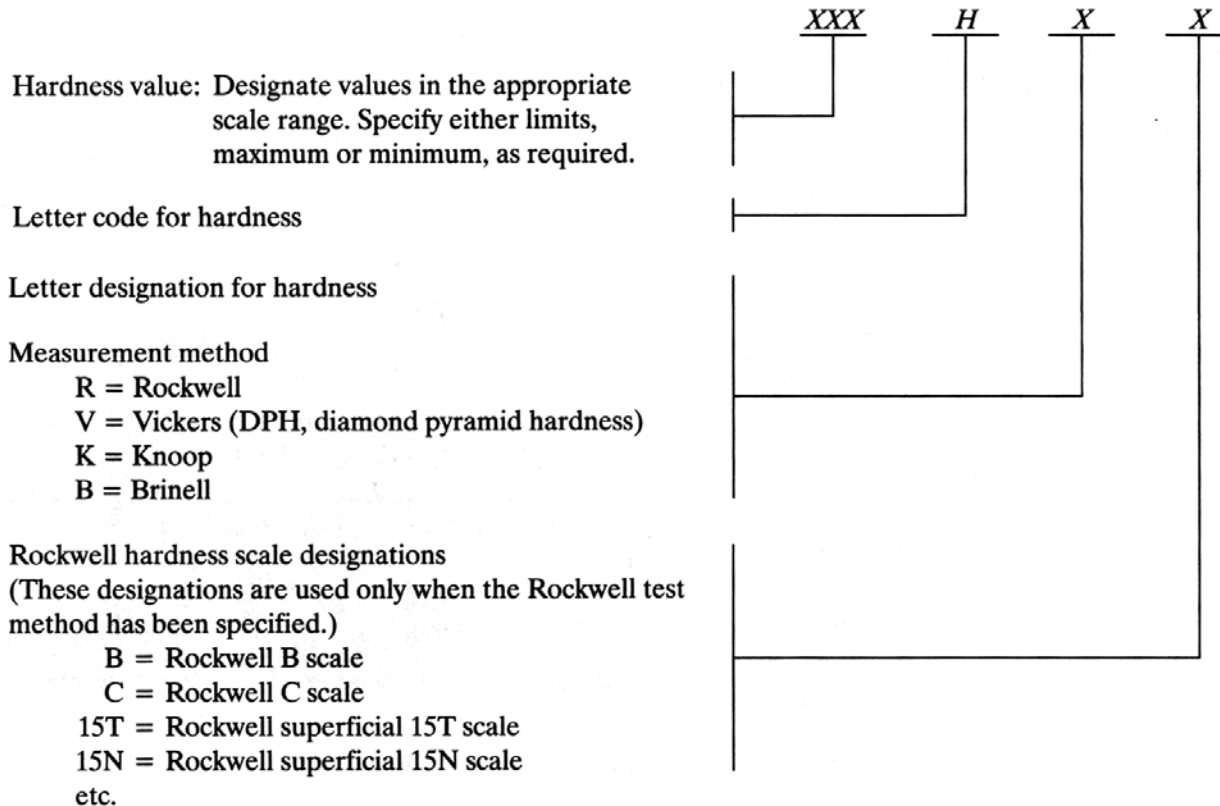 XXX H X X
Hardness value: Designate values in the appropriate
scale range. Specify either limits,
maximum or minimum, as required.
Letter code for hardness
Letter designation for hardness
Measurement method
R = Rockwell
V = Vickers (DPH, diamond pyramid hardness)
K = Knoop
B = Brinell
Rockwell hardness scale designations
(These designations are used only when the Rockwell test
method has been specified.)
B = Rockwell B scale
C = Rockwell C scale
15T = Rockwell superficial 15T scale
15N = Rockwell superficial 15N scale
etc.